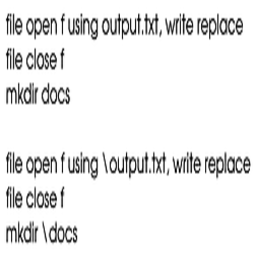 file open f using output.txt, write replace
file close f
mkdir docs
file open f using \output.txt, write replace
file close f
mkdir \docs